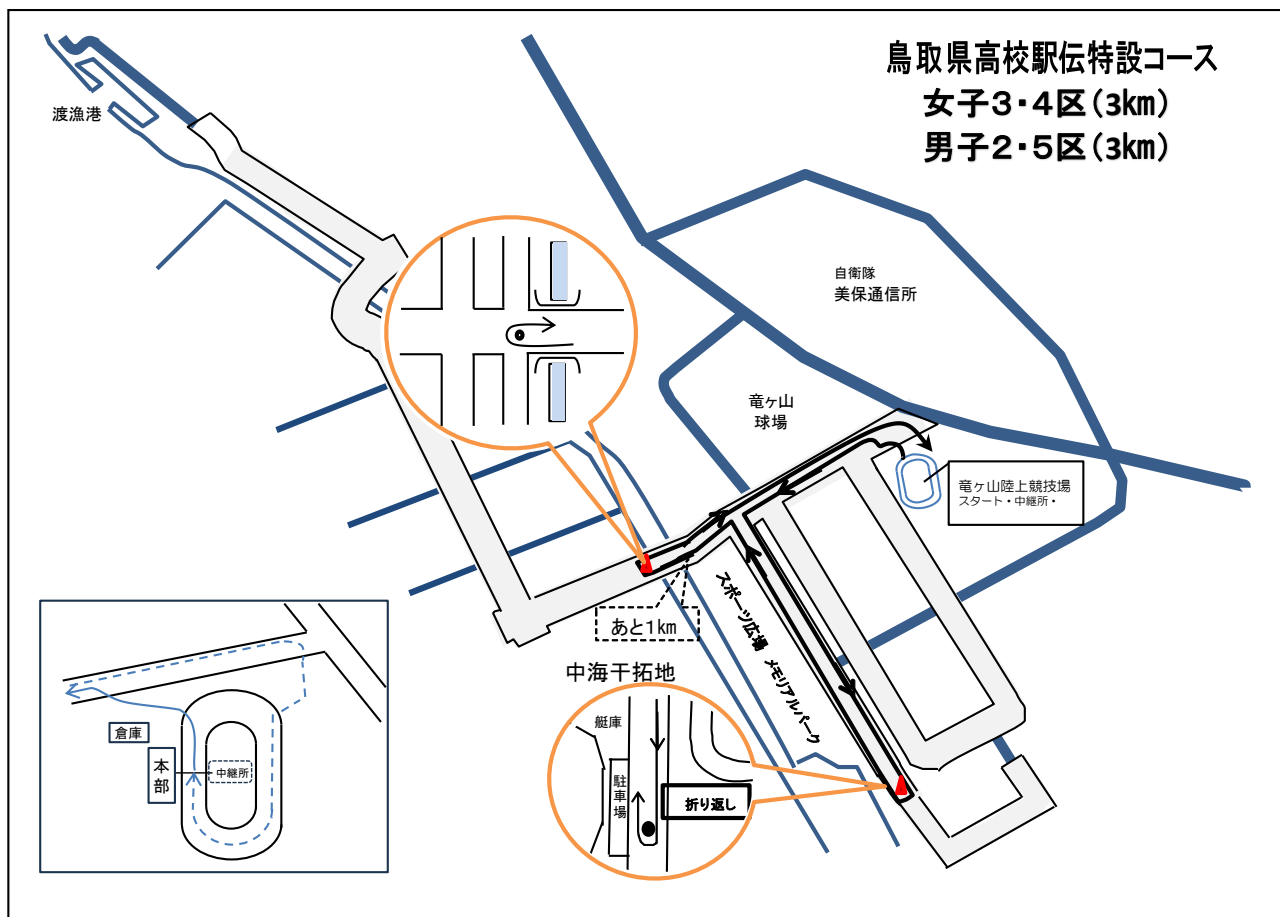 鳥取県高校駅伝特設コース
女子3・4区(3km)
男子2・5区(3km)
渡漁港
自衛隊
美保通信所
竜ヶ山
球場
竜ヶ山陸上競技場
スタート・中継所・
あと1km
スポーツ広場 メモリアルパーク
中海干拓地
艇庫
駐車場
折り返し
倉庫
本部
中継所